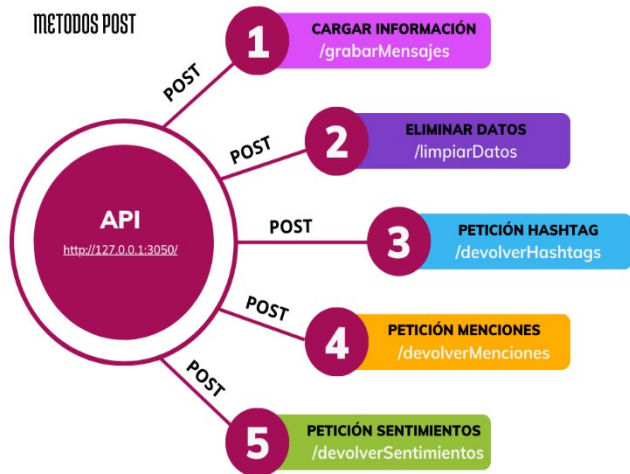 METODOS POST
1
CARGAR INFORMACIÓN
/grabarMensajes
POST
2
ELIMINAR DATOS
/limpiarDatos
POST
API
http://127.0.0.1:3050/
POST
3
PETICIÓN HASHTAG
/devolverHashtags
POST
4
PETICIÓN MENCIONES
/devolverMenciones
POST
5
PETICIÓN SENTIMIENTOS
/devolverSentimientos